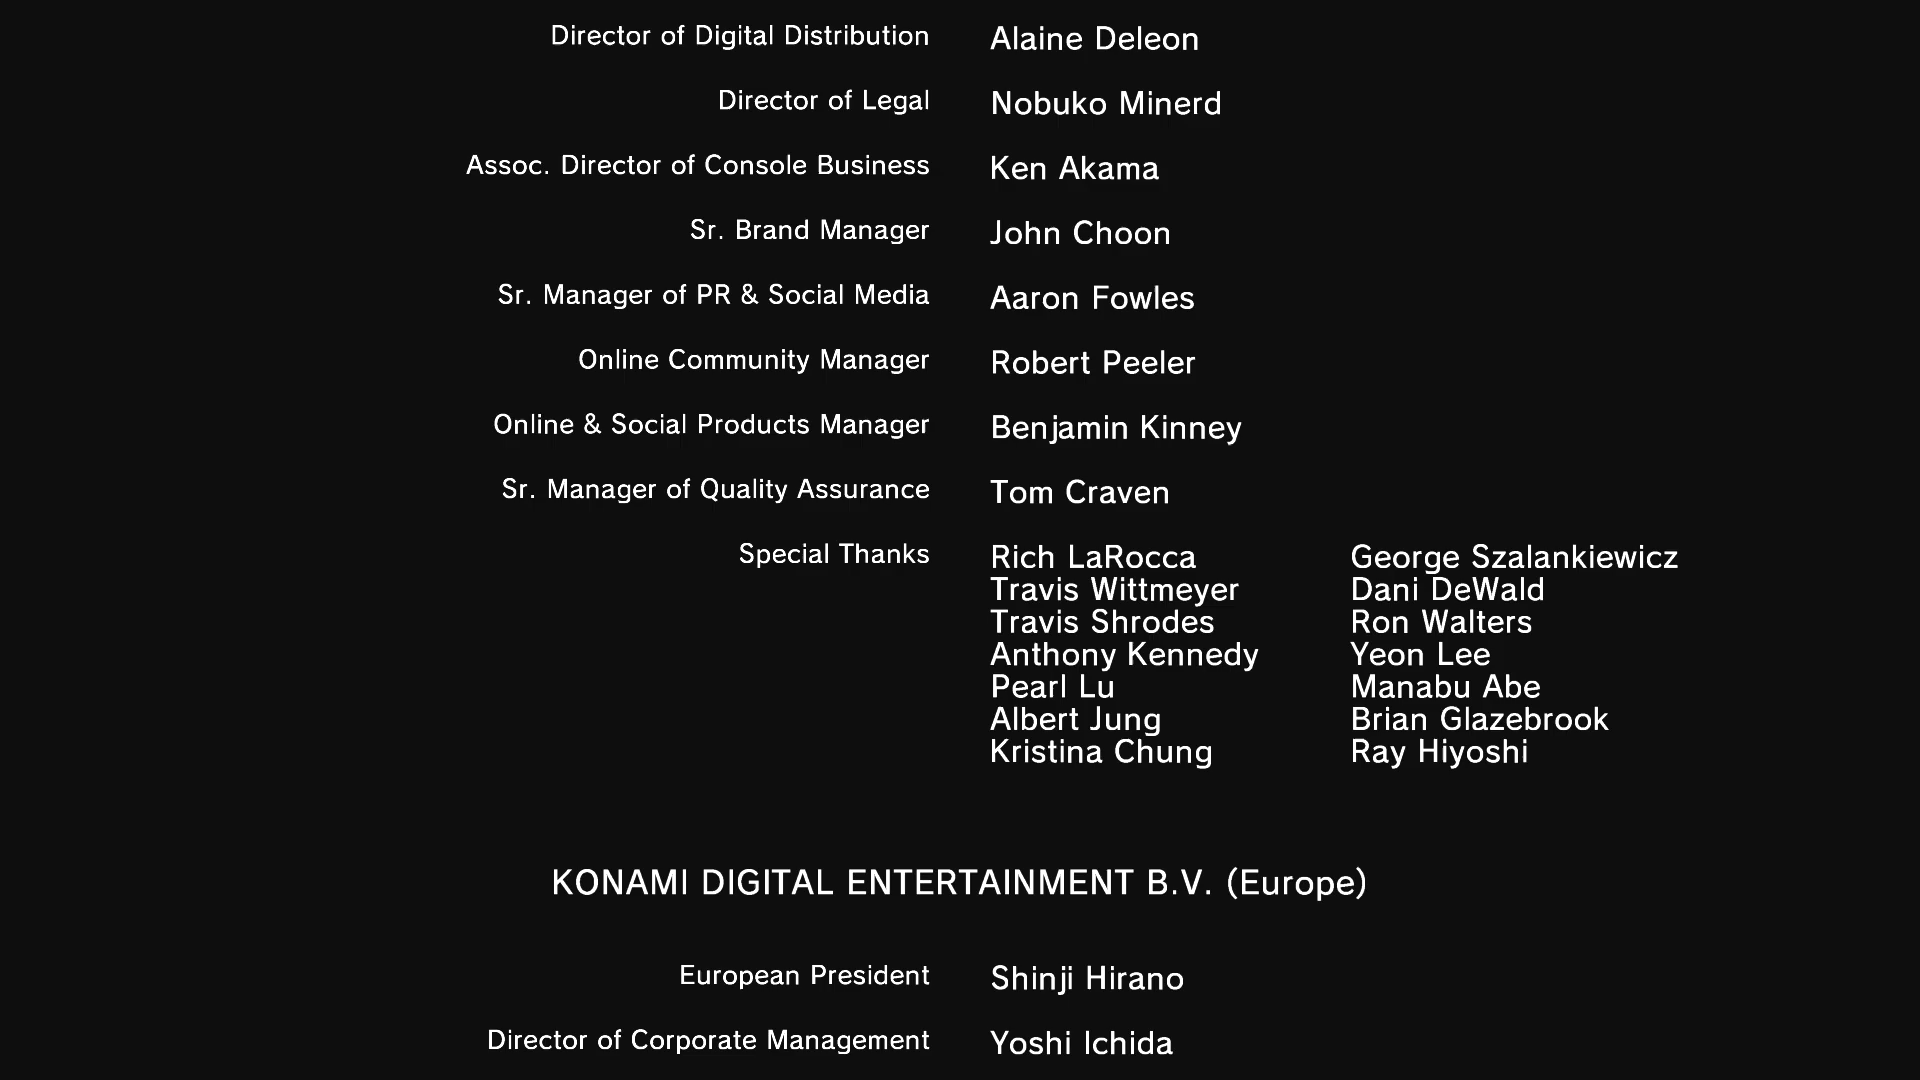 Director of Digital Distribution Alaine Deleon
Director of Legal Nobuko Minerd
Assoc. Director of Console Business Ken Akama
Sr. Brand Manager John Choon
Sr. Manager of PR & Social Media Aaron Fowles
Online Community Manager Robert Peeler
Online & Social Products Manager Benjamin Kinney
Sr. Manager of Quality Assurance Tom Craven
Special Thanks Rich LaRocca George Szalankiewicz
Travis Wittmeyer Dani DeWald
Travis Shrodes Ron Walters
Anthony Kennedy Yeon Lee
Pearl Lu Manabu Abe
Albert Jung Brian Glazebrook
Kristina Chung Ray Hiyoshi
KONAMI DIGITAL ENTERTAINMENT B.V. (Europe)
European President Shinji Hirano
Director of Corporate Management Yoshi Ichida